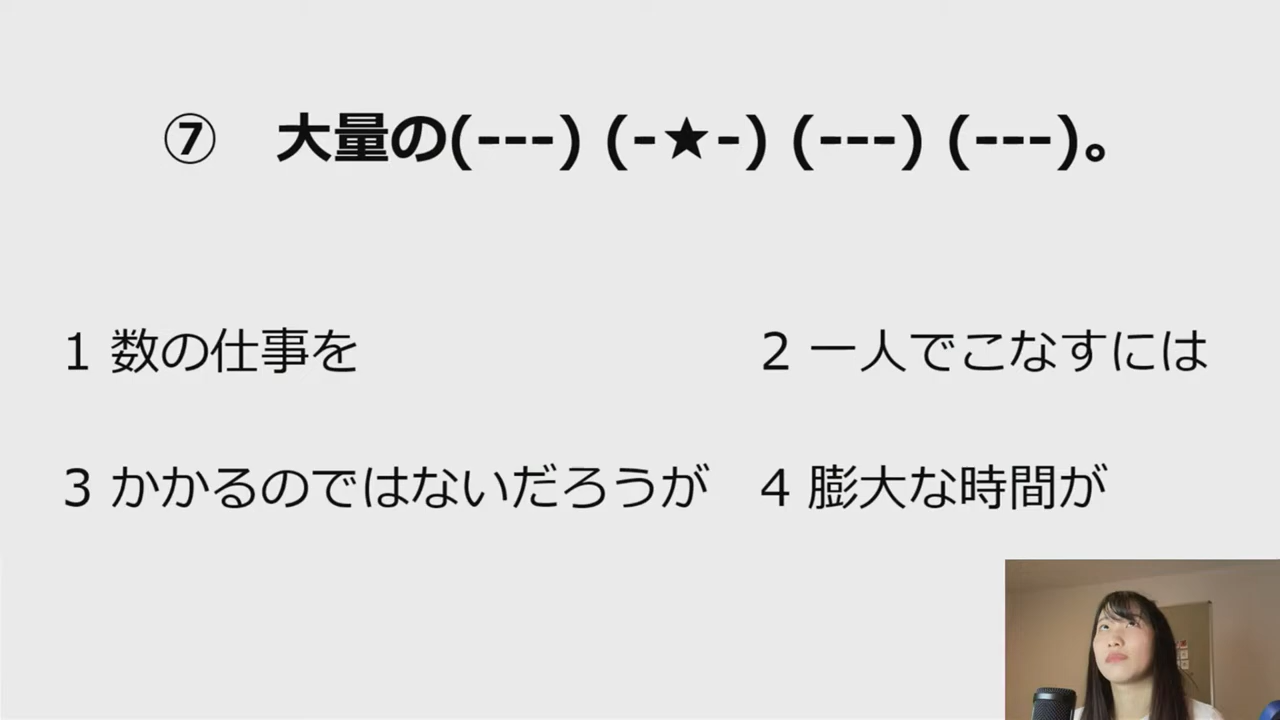 ⑦　大量の(---) (-★-) (---) (---)。
1 数の仕事を
2 一人でこなすには
3 かかるのではないだろうが
4 膨大な時間が